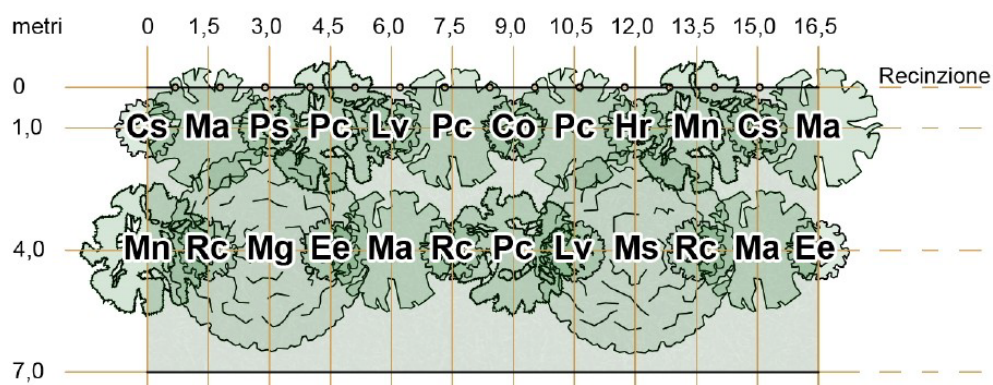 metri 0 1,5 3,0 4,5 6,0 7,5 9,0 10,5 12,0 13,5 15,0 16,5
0 Recinzione
1,0 Cs Ma Ps Pc Lv Pc Co Pc Hr Mn Cs Ma
4,0 Mn Rc Mg Ee Ma Rc Pc Lv Ms Rc Ma Ee
7,0